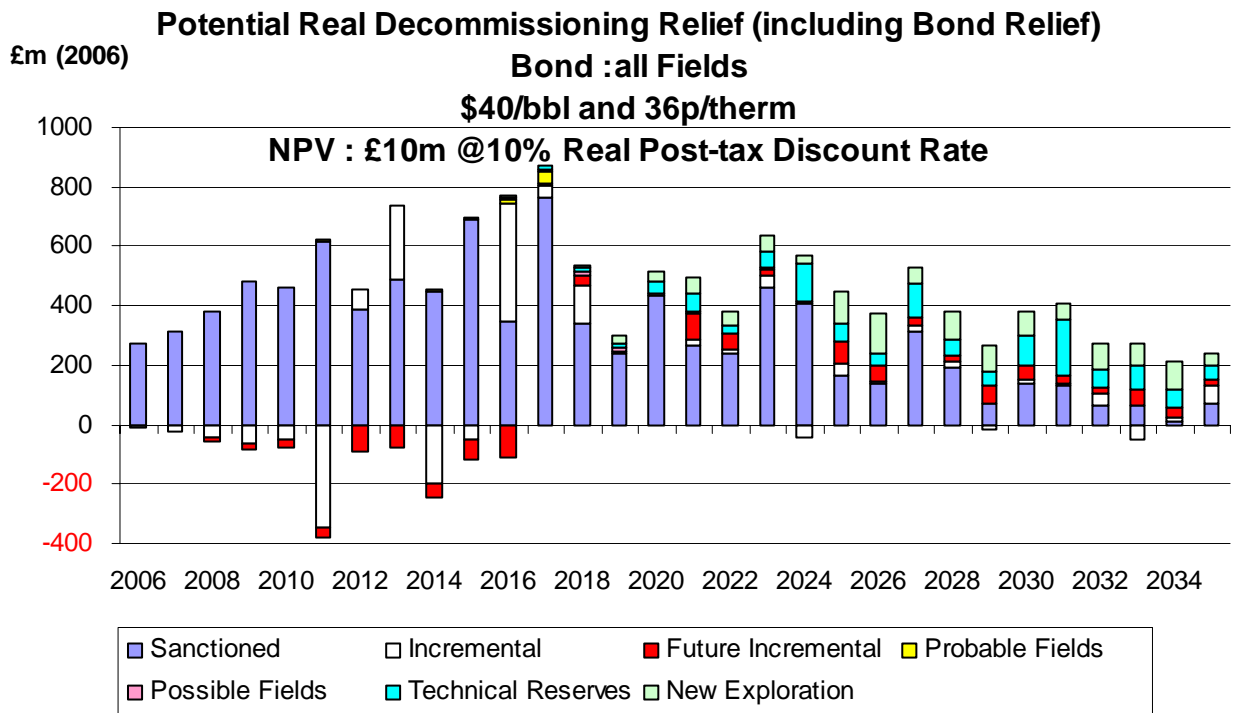 Potential Real Decommissioning Relief (including Bond Relief)
£m (2006)
Bond :all Fields
$40/bbl and 36p/therm
NPV : £10m @10% Real Post-tax Discount Rate
1000
800
600
400
200
0
-200
-400
2006 2008 2010 2012 2014 2016 2018 2020 2022 2024 2026 2028 2030 2032 2034
Sanctioned Incremental Future Incremental Probable Fields
Possible Fields Technical Reserves New Exploration